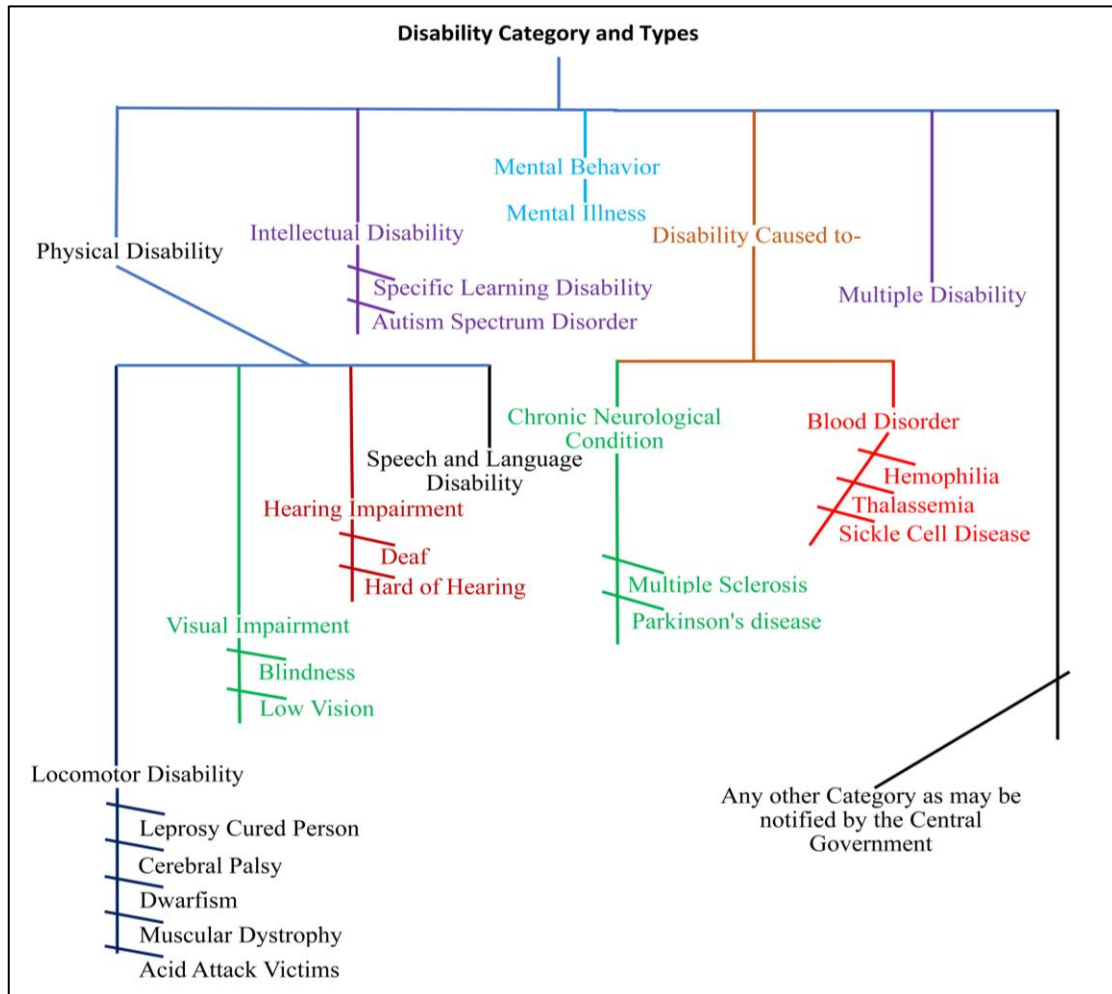 Disability Category and Types
Mental Behavior
Mental Illness
Intellectual Disability
Specific Learning Disability
Autism Spectrum Disorder
Physical Disability
Disability Caused to-
Multiple Disability
Chronic Neurological
Condition
Multiple Sclerosis
Parkinson's disease
Blood Disorder
Hemophilia
Thalassemia
Sickle Cell Disease
Speech and Language
Disability
Hearing Impairment
Deaf
Hard of Hearing
Visual Impairment
Blindness
Low Vision
Locomotor Disability
Leprosy Cured Person
Cerebral Palsy
Dwarfism
Muscular Dystrophy
Acid Attack Victims
Any other Category as may be
notified by the Central
Government